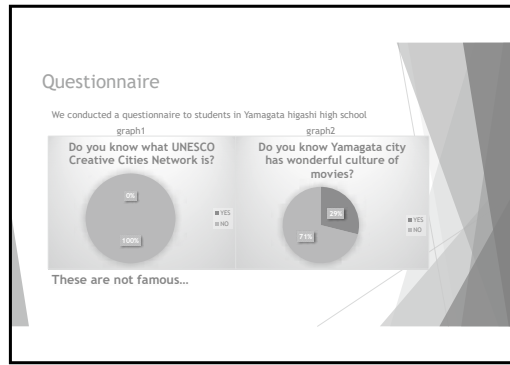 Questionnaire
We conducted a questionnaire to students in Yamagata higashi high school
graph1
graph2
Do you know what UNESCO
Creative Cities Network is?
0%
100%
YES
NO
Do you know Yamagata city
has wonderful culture of
movies?
29%
71%
YES
NO
These are not famous…